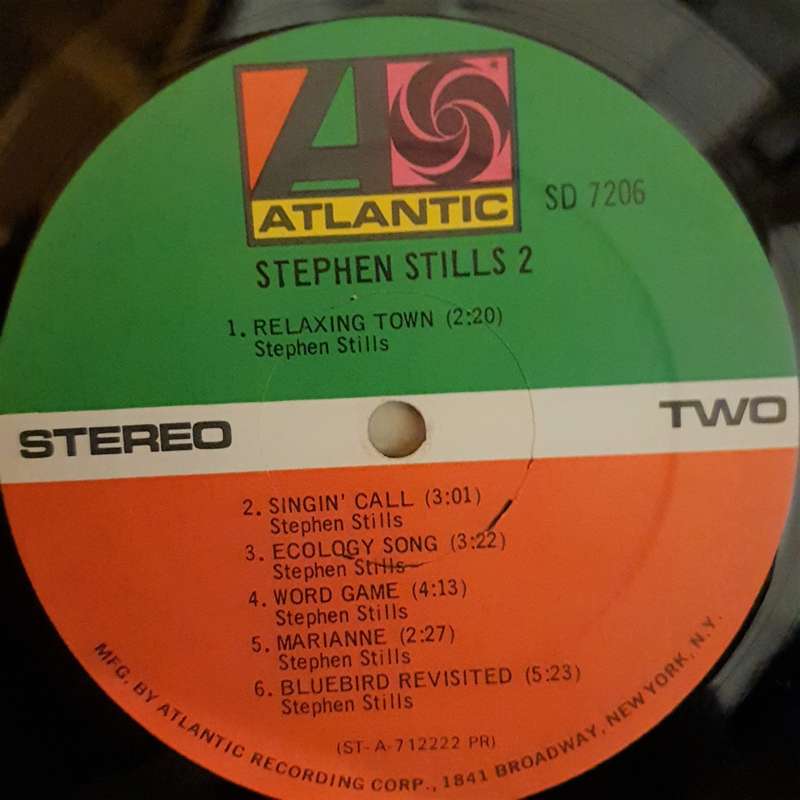 ATLANTIC
SD 7206
STEPHEN STILLS 2
1. RELAXING TOWN (2:20)
Stephen Stills
STEREO
TWO
2. SINGIN' CALL (3:01)
Stephen Stills
3. ECOLOGY SONG (3:22)
Stephen Stills
4. WORD GAME (4:13)
Stephen Stills
5. MARIANNE (2:27)
Stephen Stills
6. BLUEBIRD REVISITED (5:23)
Stephen Stills
(ST-A-712222 PR)
MFG. BY ATLANTIC RECORDING CORP., 1841 BROADWAY, NEW YORK, N.Y.